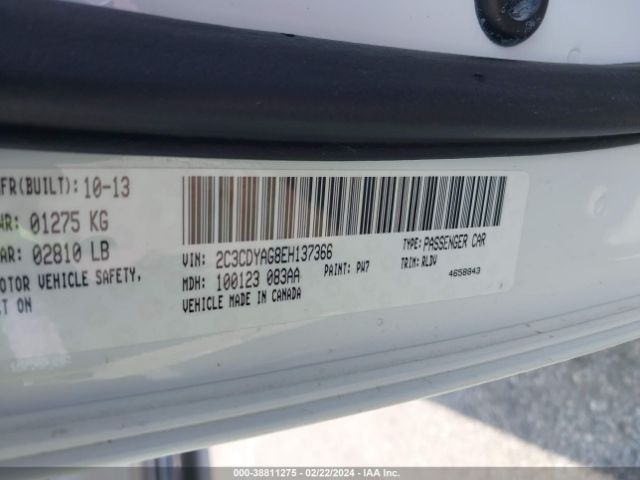 FR(BUILT): 10-13
WR: 01275 KG
AR: 02810 LB
OTOR VEHICLE SAFETY,
CT ON
VIN: 2C3CDYAG8EH137366
MDH: 100123 083AA
VEHICLE MADE IN CANADA
PAINT: PW7
TYPE: PASSENGER CAR
TRIM: RLDV
4658843
000-38811275 - 02/22/2024 - IAA Inc.